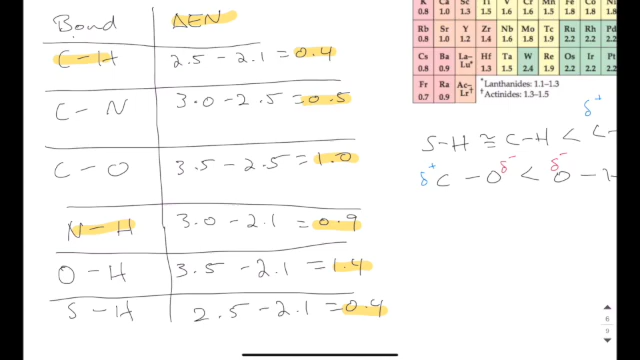 Bond ΔEN
C-H 2.5 - 2.1 = 0.4
C - N 3.0 - 2.5 = 0.5
C - O 3.5 - 2.5 = 1.0
N - H 3.0 - 2.1 = 0.9
O - H 3.5 - 2.1 = 1.4
S - H 2.5 - 2.1 = 0.4
K Ca Sc Ti V Cr Mn Fe Co N
0.8 1.0 1.3 1.5 1.6 1.6 1.5 1.8 1.8 1.
Rb Sr Y Zr Nb Mo Tc Ru Rh P
0.8 1.0 1.2 1.4 1.6 1.8 1.9 2.2 2.2 2.
Cs Ba La– Hf Ta W Re Os Ir P
0.8 0.9 Lu* 1.3 1.5 2.4 1.9 2.2 2.2 2.
Fr Ra Ac–
0.7 0.9 Lr†
*Lanthanides: 1.1–1.3
†Actinides: 1.3–1.5
δ+
S-H ≅ C-H < C-
δ+ C - O δ- < δ- O -
6
9